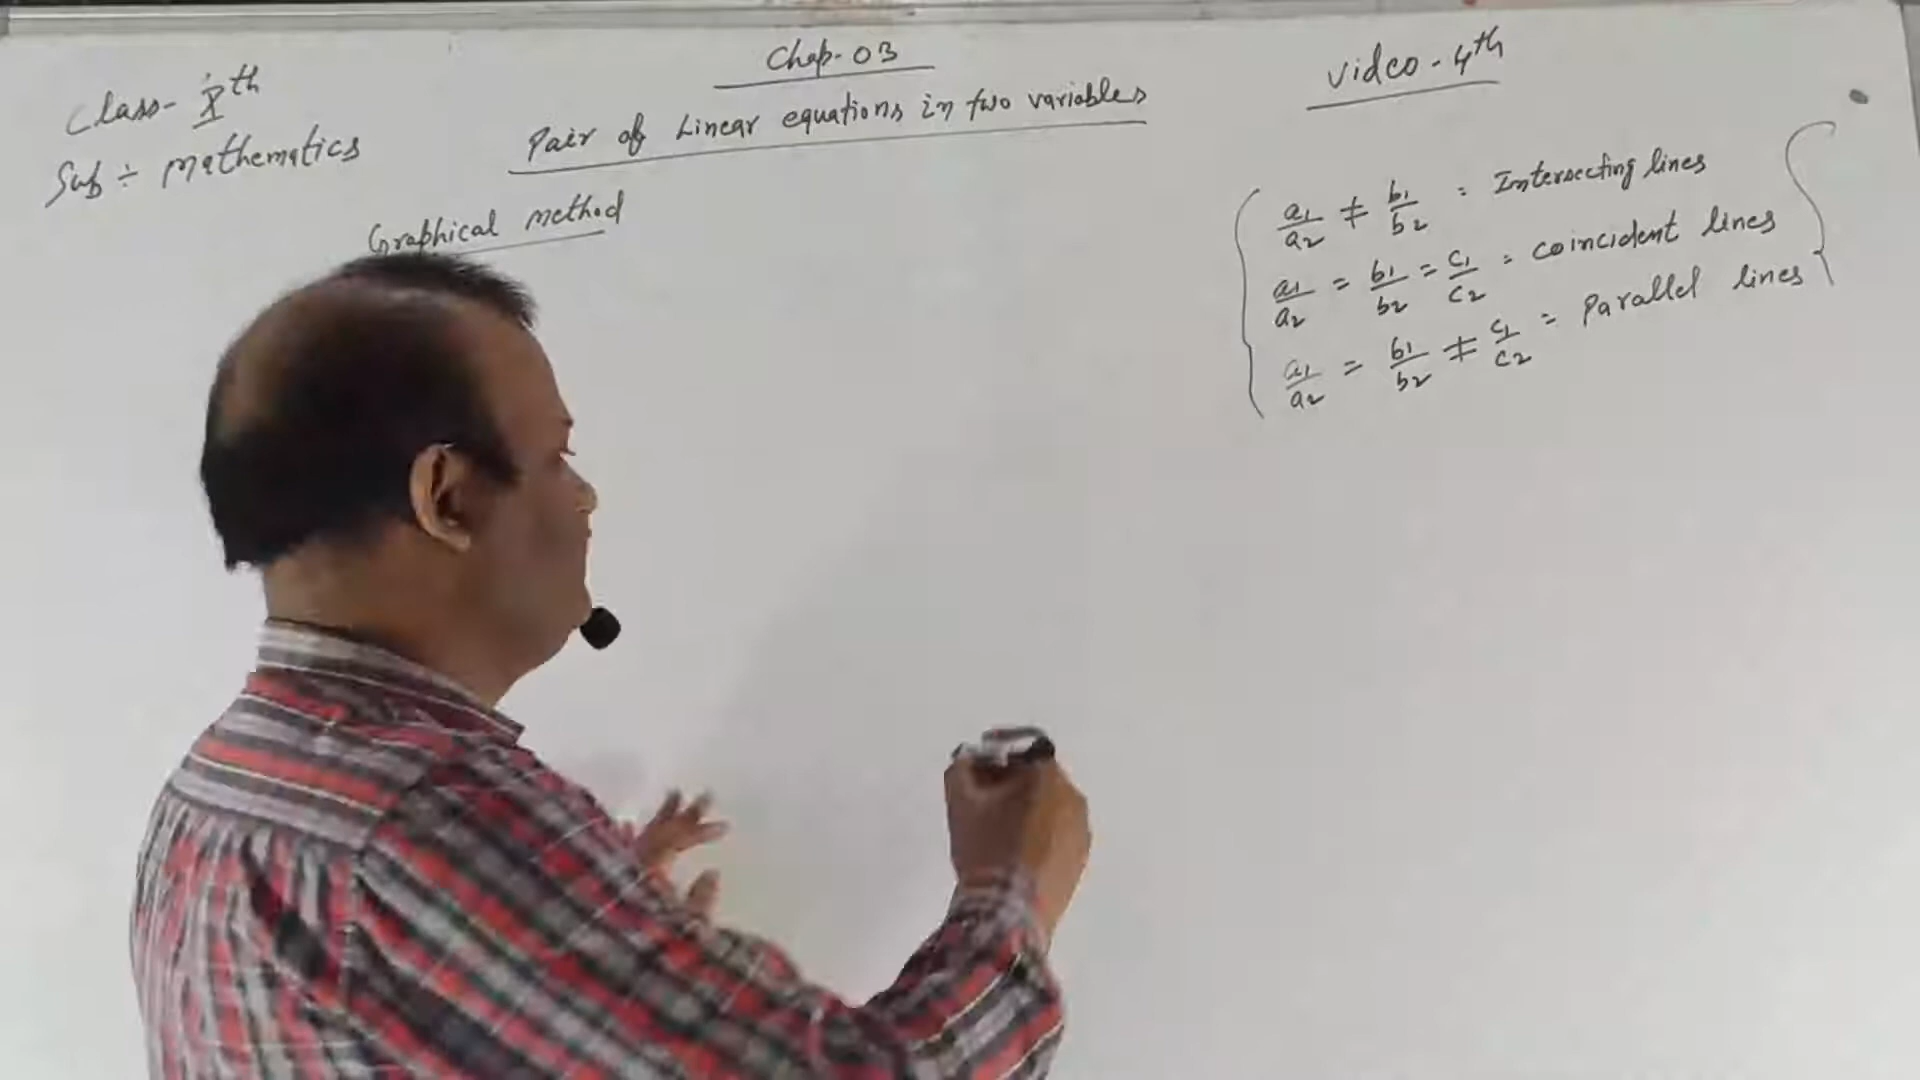 Chap-03
Class- Xth
Video-4th
Sub ÷ mathematics
Pair of Linear equations in two variables
Graphical method
a1/a2 ≠ b1/b2 = Intersecting lines
a1/a2 = b1/b2 = c1/c2 = coincident lines
a1/a2 = b1/b2 ≠ c1/c2 = Parallel lines